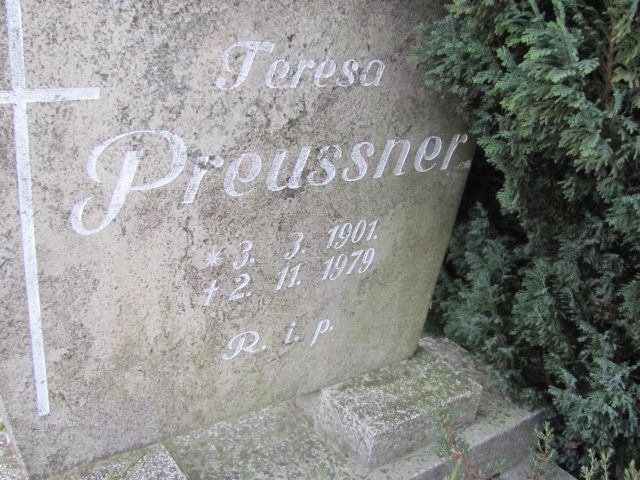 Teresa
Preussner
* 3. 3. 1901.
† 2. 11. 1979
R. i. p.